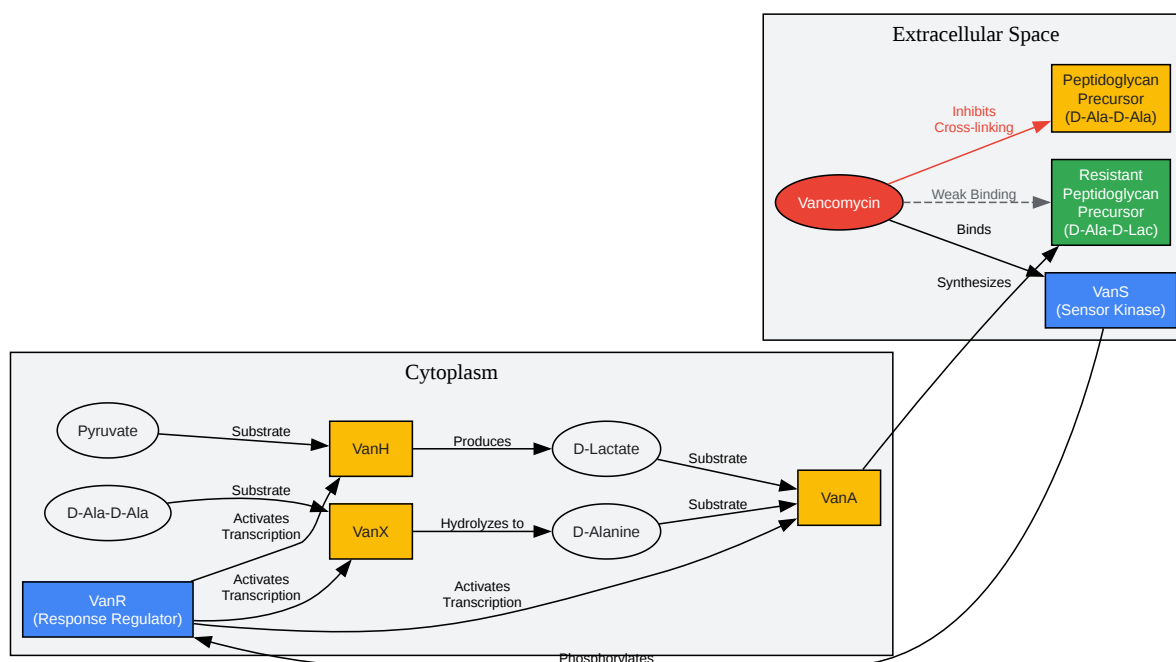 Extracellular Space
Peptidoglycan
Precursor
(D-Ala-D-Ala)
Inhibits
Cross-linking
Resistant
Peptidoglycan
Precursor
(D-Ala-D-Lac)
Vancomycin
Weak Binding
Binds
Synthesizes
VanS
(Sensor Kinase)
Cytoplasm
Pyruvate
Substrate
VanH
Produces
D-Lactate
Substrate
D-Ala-D-Ala
Substrate
VanX
Hydrolyzes to
D-Alanine
Substrate
VanA
Activates
Transcription
Activates
Transcription
Activates
Transcription
VanR
(Response Regulator)
Phosphorylates